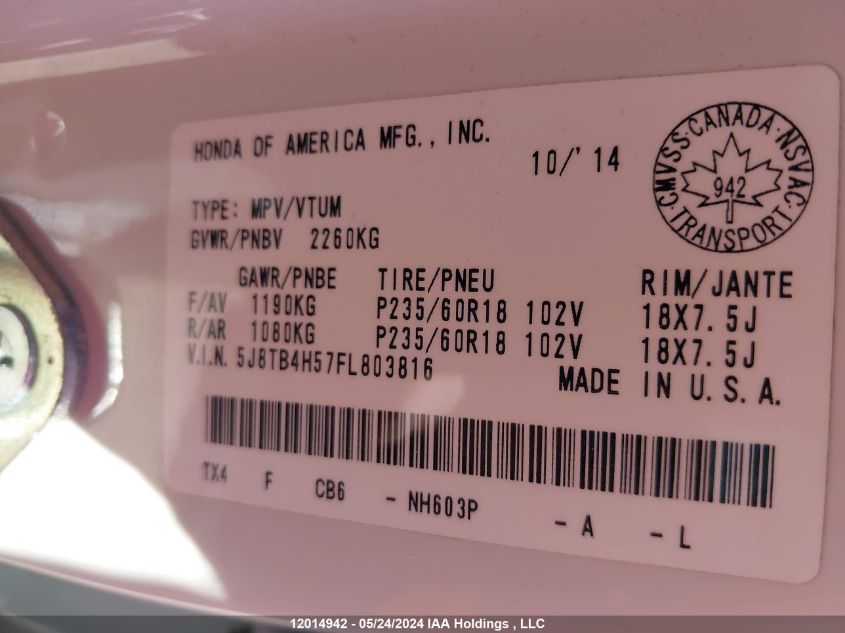 HONDA OF AMERICA MFG., INC.
10/'14
CMVSS·CANADA·NSVAC·TRANSPORT·
942
TYPE: MPV/VTUM
GVWR/PNBV 2260KG
GAWR/PNBE TIRE/PNEU RIM/JANTE
F/AV 1190KG P235/60R18 102V 18X7.5J
R/AR 1080KG P235/60R18 102V 18X7.5J
V.I.N. 5J8TB4H57FL803816 MADE IN U.S.A.
TX4 F CB6 - NH603P - A - L
12014942 - 05/24/2024 IAA Holdings , LLC